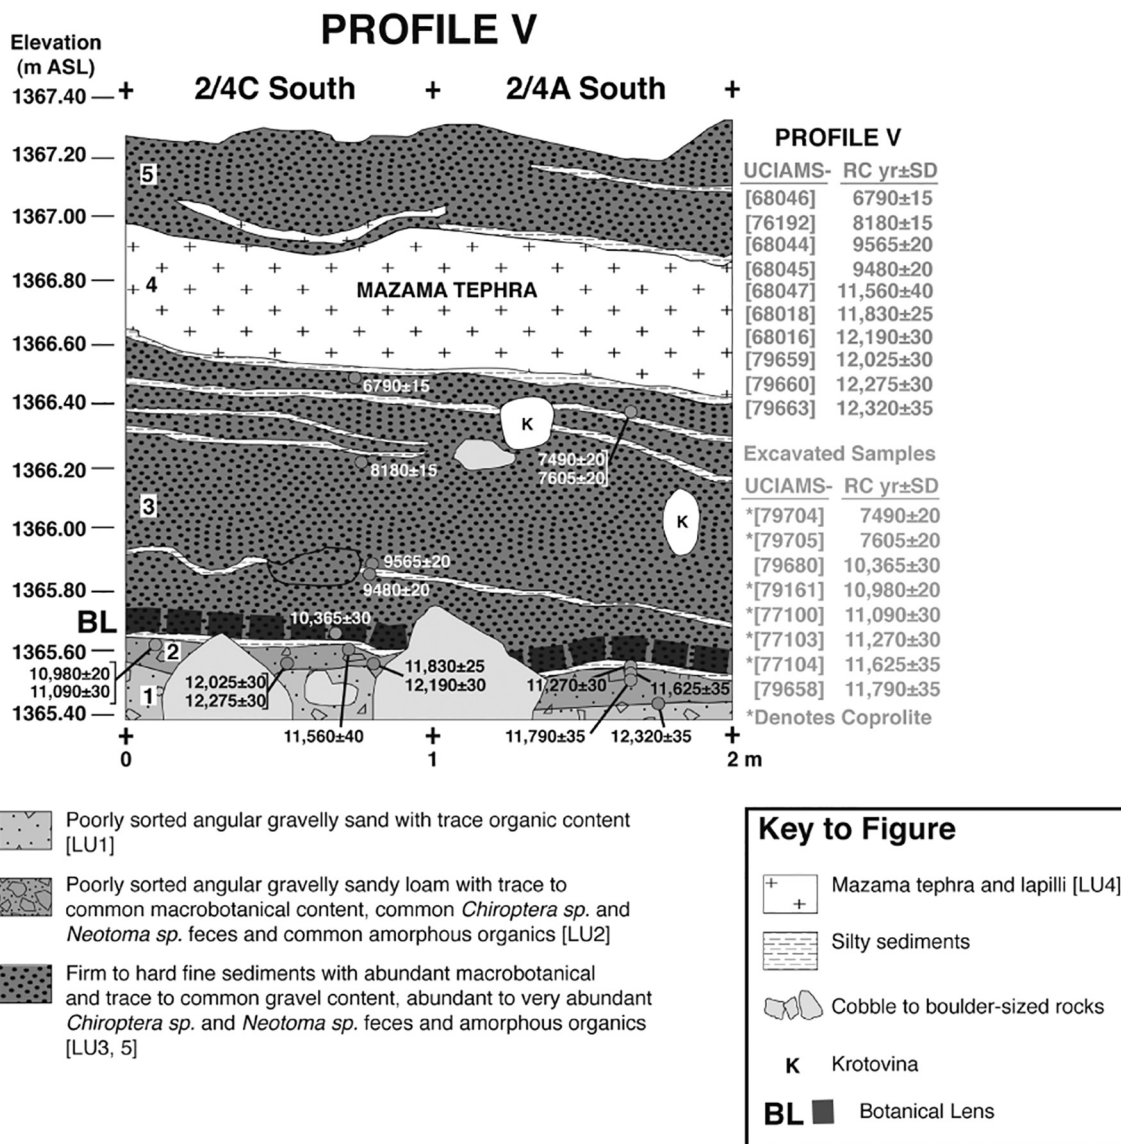 PROFILE V
Elevation
(m ASL)
1367.40
2/4C South
2/4A South
1367.20
1367.00
1366.80
1366.60
1366.40
1366.20
1366.00
1365.80
1365.60
1365.40
5
4
MAZAMA TEPHRA
6790±15
K
7490±20
7605±20
8180±15
3
K
9565±20
9480±20
BL
10,365±30
2
10,980±20
11,090±30
1
12,025±30
12,275±30
11,830±25
12,190±30
11,270±30
11,625±35
11,560±40
11,790±35
12,320±35
0
1
2 m
PROFILE V
UCIAMS- RC yr±SD
[68046] 6790±15
[76192] 8180±15
[68044] 9565±20
[68045] 9480±20
[68047] 11,560±40
[68018] 11,830±25
[68016] 12,190±30
[79659] 12,025±30
[79660] 12,275±30
[79663] 12,320±35
Excavated Samples
UCIAMS- RC yr±SD
*[79704] 7490±20
*[79705] 7605±20
[79680] 10,365±30
*[79161] 10,980±20
*[77100] 11,090±30
*[77103] 11,270±30
*[77104] 11,625±35
[79658] 11,790±35
*Denotes Coprolite
Poorly sorted angular gravelly sand with trace organic content
[LU1]
Poorly sorted angular gravelly sandy loam with trace to
common macrobotanical content, common Chiroptera sp. and
Neotoma sp. feces and common amorphous organics [LU2]
Firm to hard fine sediments with abundant macrobotanical
and trace to common gravel content, abundant to very abundant
Chiroptera sp. and Neotoma sp. feces and amorphous organics
[LU3, 5]
Key to Figure
Mazama tephra and lapilli [LU4]
Silty sediments
Cobble to boulder-sized rocks
K Krotovina
BL Botanical Lens